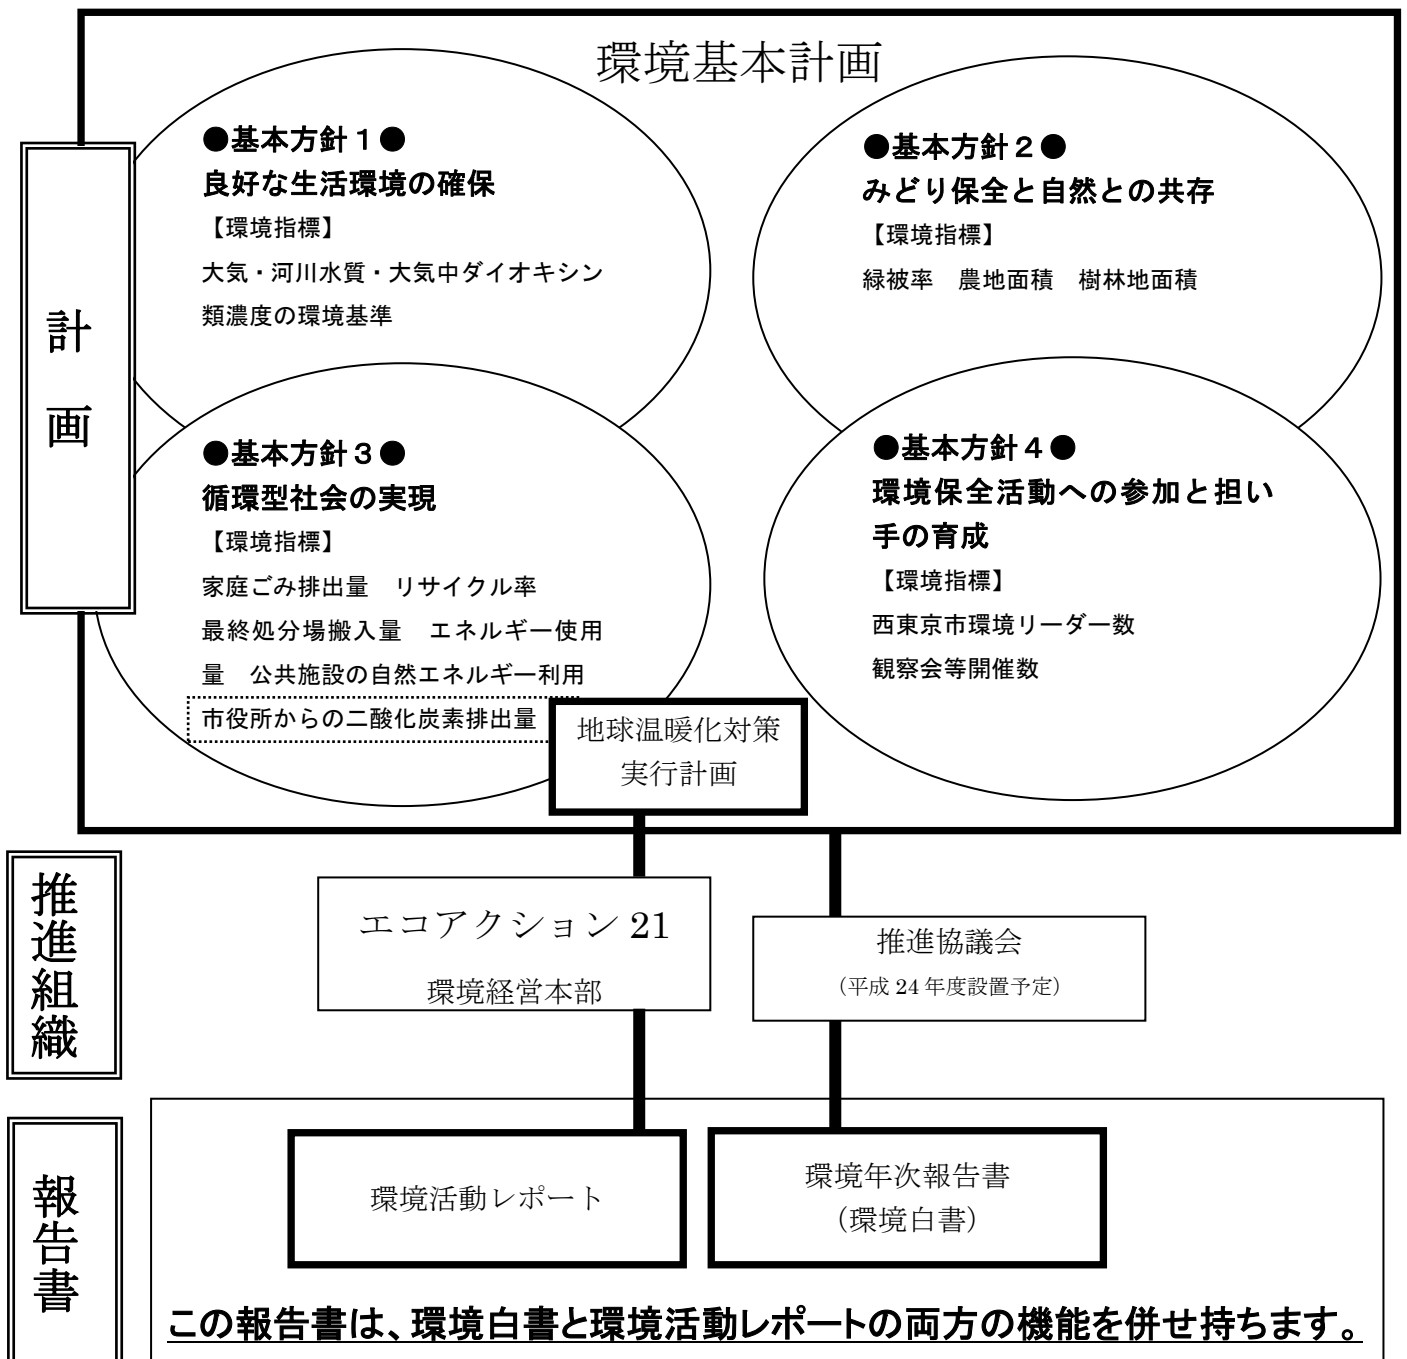 環境基本計画
計画
●基本方針１●
良好な生活環境の確保
【環境指標】
大気・河川水質・大気中ダイオキシン
類濃度の環境基準
●基本方針２●
みどり保全と自然との共存
【環境指標】
緑被率　農地面積　樹林地面積
●基本方針３●
循環型社会の実現
【環境指標】
家庭ごみ排出量　リサイクル率
最終処分場搬入量　エネルギー使用
量　公共施設の自然エネルギー利用
市役所からの二酸化炭素排出量
●基本方針４●
環境保全活動への参加と担い
手の育成
【環境指標】
西東京市環境リーダー数
観察会等開催数
地球温暖化対策
実行計画
推進組織
エコアクション 21
環境経営本部
推進協議会
（平成 24 年度設置予定）
報告書
環境活動レポート
環境年次報告書
（環境白書）
この報告書は、環境白書と環境活動レポートの両方の機能を併せ持ちます。